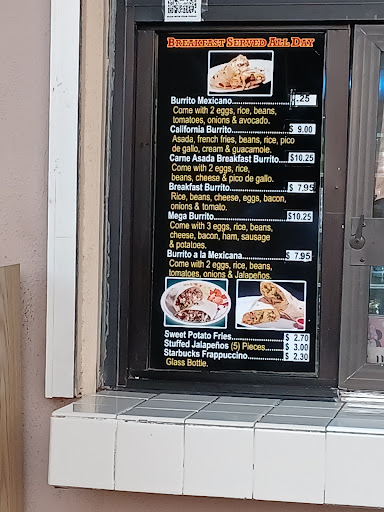 BREAKFAST SERVED ALL DAY
Burrito Mexicano.......................... .25
Come with 2 eggs, rice, beans,
tomatoes, onions & avocado.
California Burrito.......................... $ 9.00
Asada, french fries, beans, rice, pico
de gallo, cream & guacamole.
Carne Asada Breakfast Burrito.... $10.25
Come with 2 eggs, rice,
beans, cheese & pico de gallo.
Breakfast Burrito.......................... $ 7.95
Rice, beans, cheese, eggs, bacon,
onions & tomato.
Mega Burrito.......................... $10.25
Come with 3 eggs, rice, beans,
cheese, bacon, ham, sausage
& potatoes.
Burrito a la Mexicana.................. $ 7.95
Come with 2 eggs, rice, beans,
tomatoes, onions & Jalapeños.
Sweet Potato Fries.................... $ 2.70
Stuffed Jalapeños (5) Pieces....... $ 3.00
Starbucks Frappuccino............... $ 2.30
Glass Bottle.